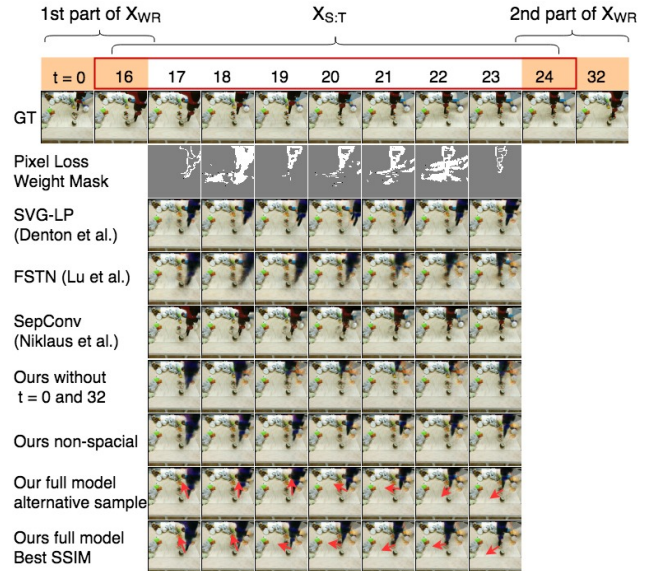 1st part of X_WR
X_S:T
2nd part of X_WR
t = 0 16 17 18 19 20 21 22 23 24 32
GT
Pixel Loss
Weight Mask
SVG-LP
(Denton et al.)
FSTN (Lu et al.)
SepConv
(Niklaus et al.)
Ours without
t = 0 and 32
Ours non-spacial
Our full model
alternative sample
Ours full model
Best SSIM